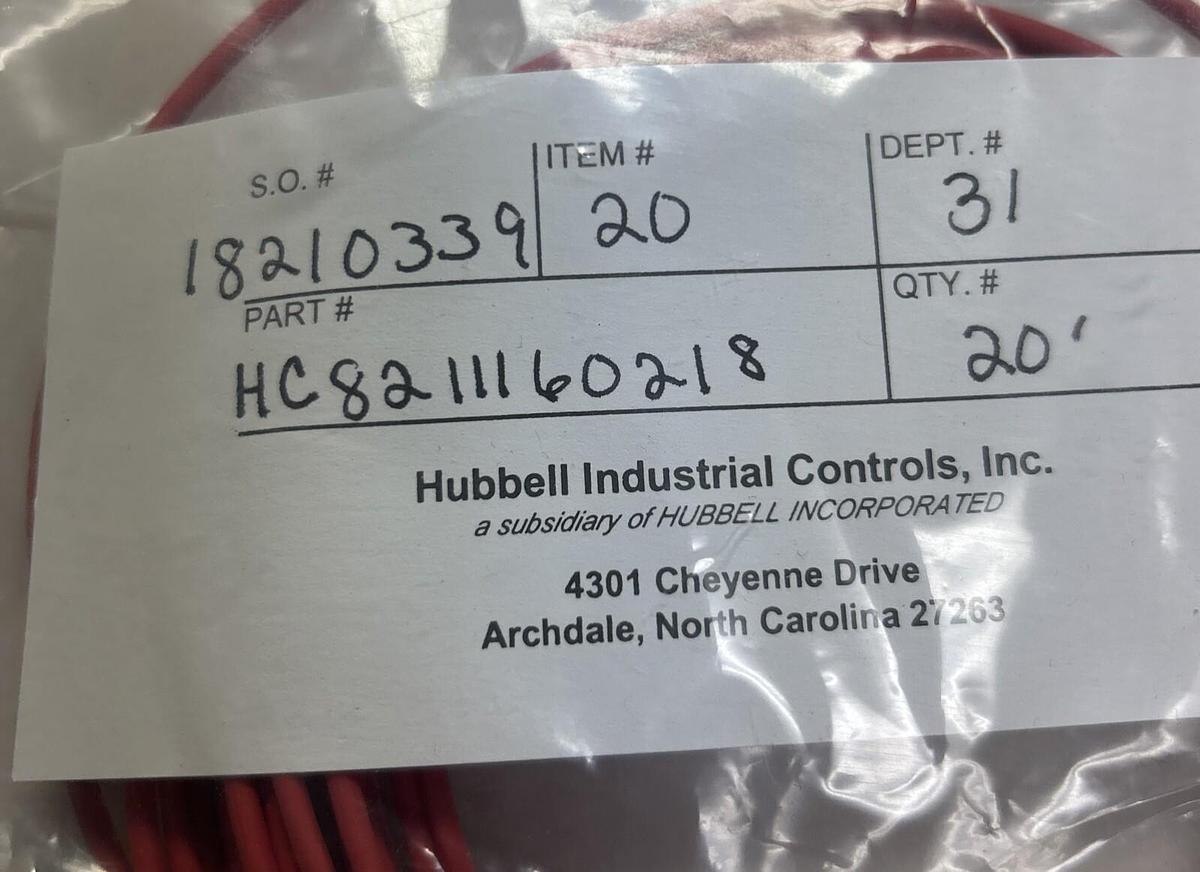 S.O. # ITEM # DEPT. #
18210339 20 31
PART # QTY. #
HC82111160218 20'
Hubbell Industrial Controls, Inc.
a subsidiary of HUBBELL INCORPORATED
4301 Cheyenne Drive
Archdale, North Carolina 27263